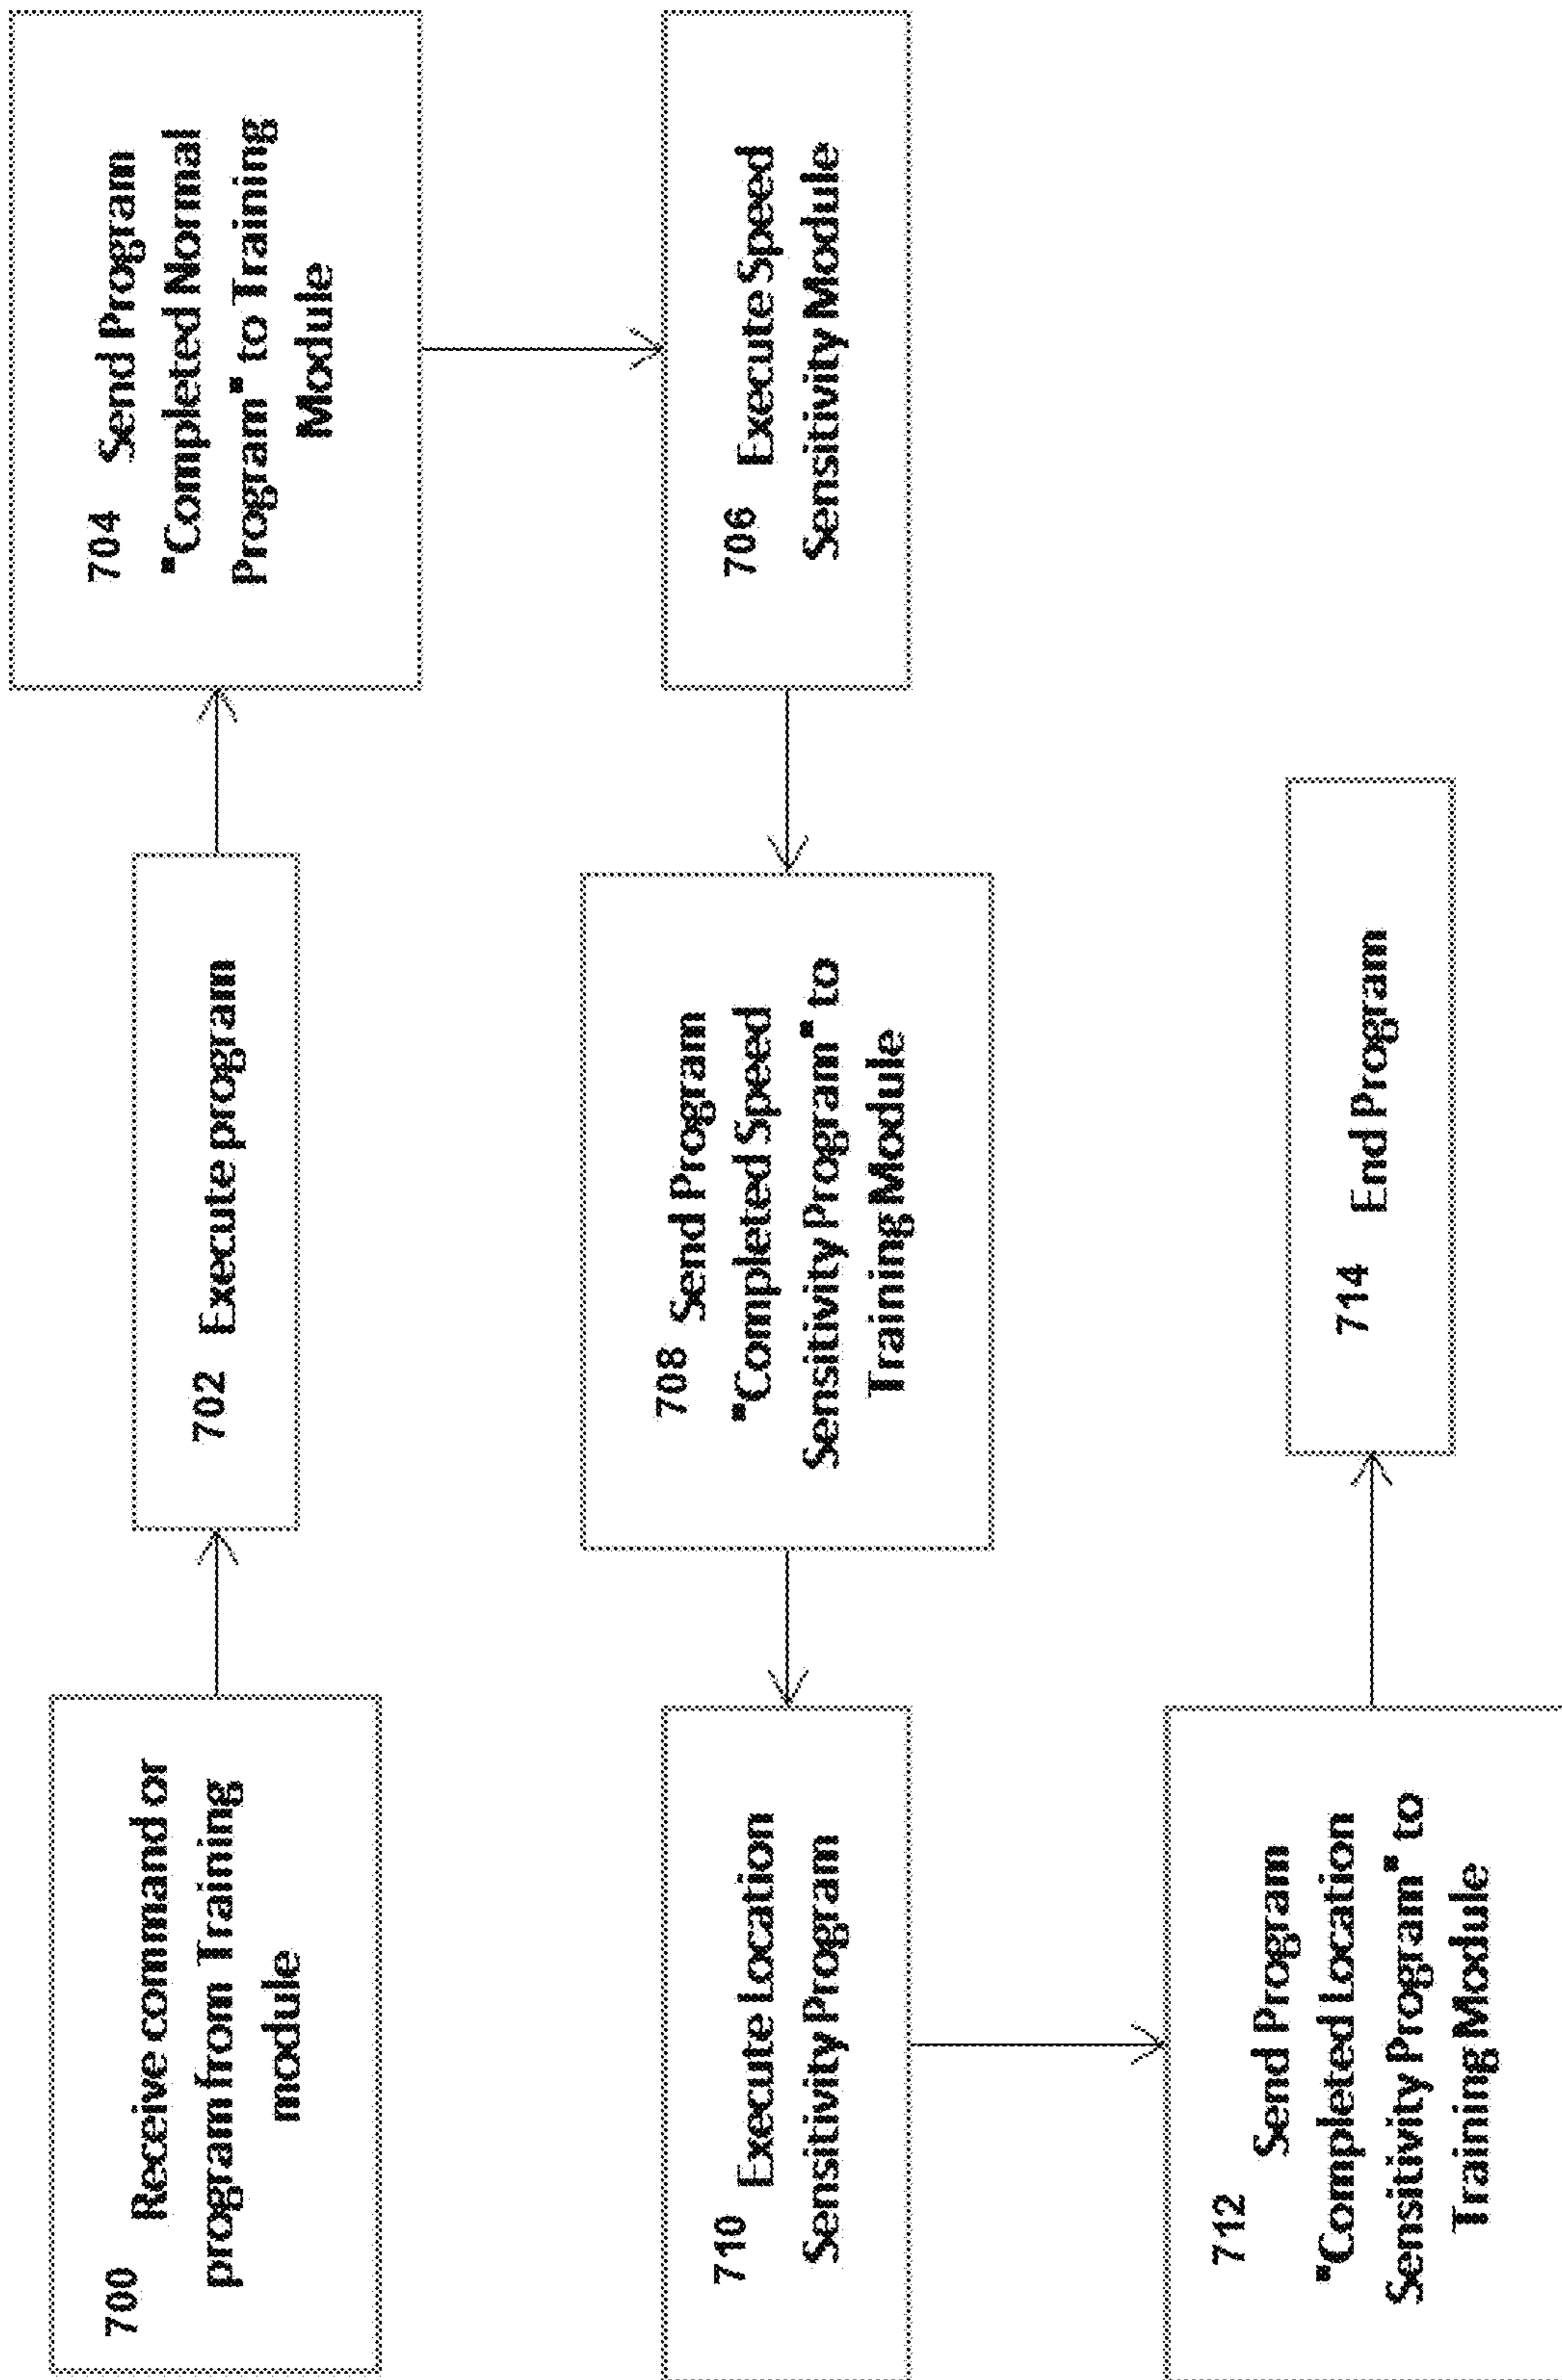 700 Receive command or
program from Training
module
702 Execute program
704 Send Program
"Completed Normal
Program" to Training
Module
706 Execute Speed
Sensitivity Module
708 Send Program
"Completed Speed
Sensitivity Program" to
Training Module
710 Execute Location
Sensitivity Program
712 Send Program
"Completed Location
Sensitivity Program" to
Training Module
714 End Program